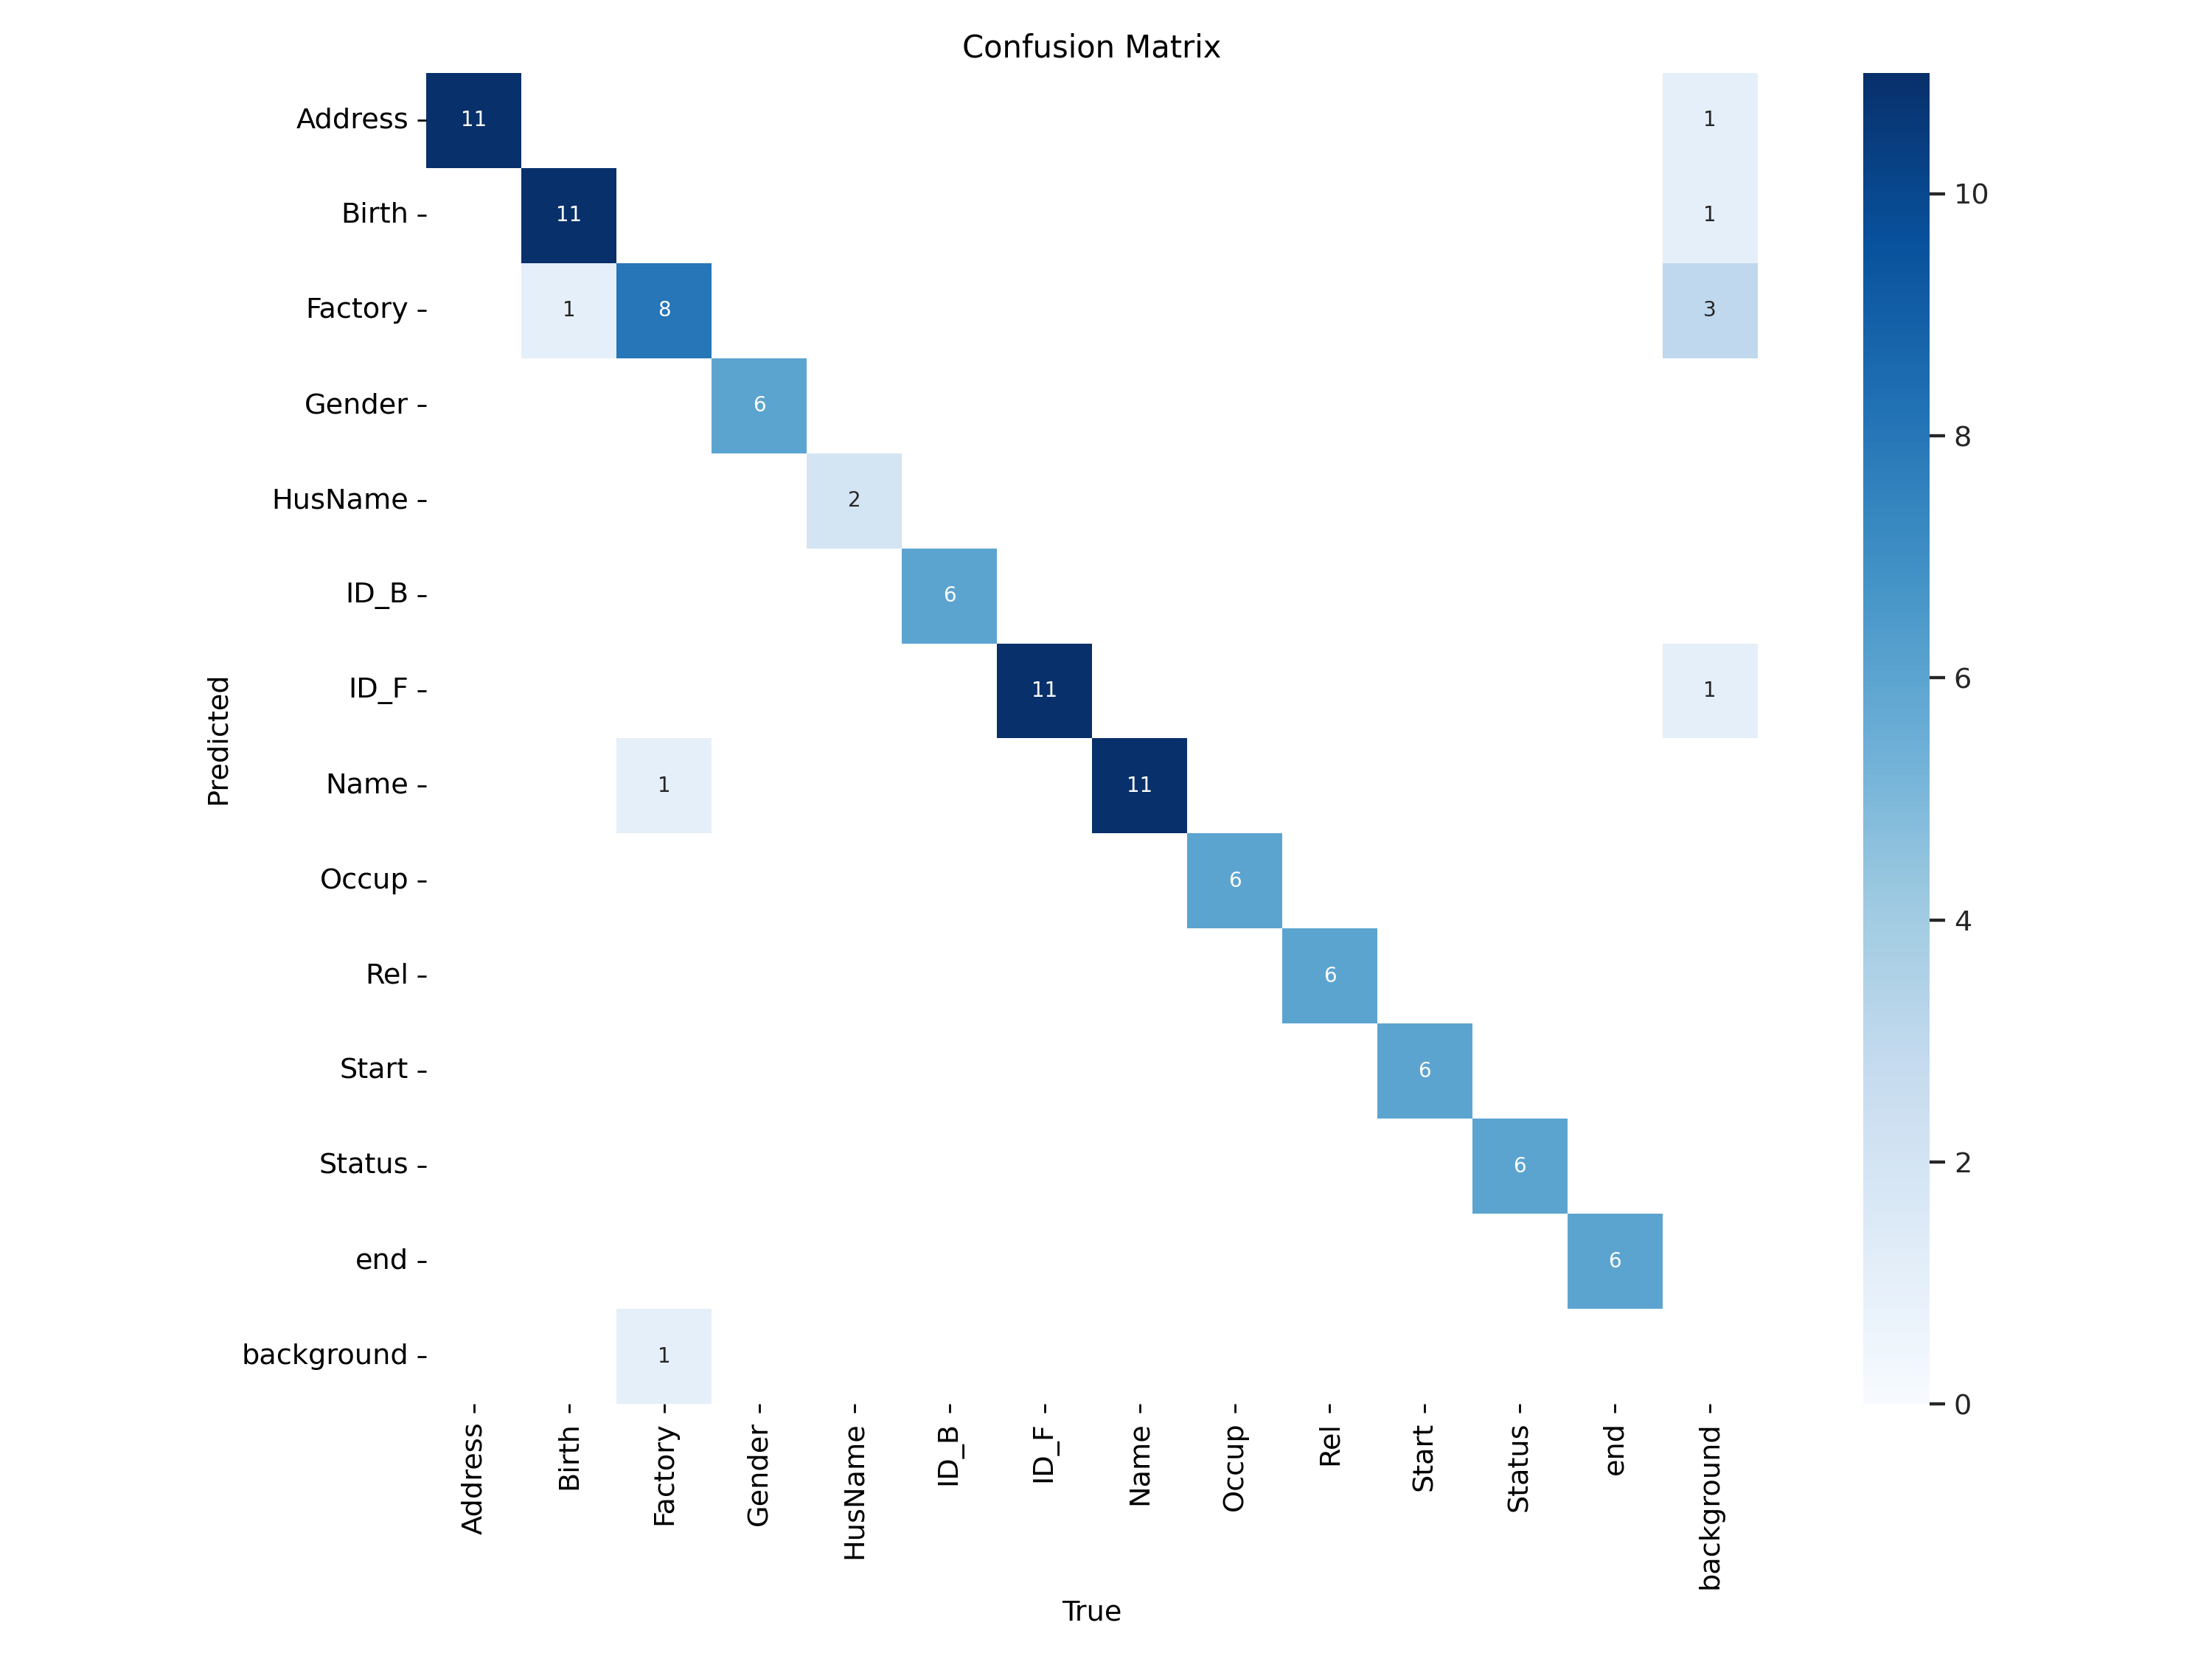 Confusion Matrix
Address 11 1
Birth 11 1
Factory 1 8 3
Gender 6
HusName 2
ID_B 6
ID_F 11 1
Name 1 11
Occup 6
Rel 6
Start 6
Status 6
end 6
background 1
Predicted
Address Birth Factory Gender HusName ID_B ID_F Name Occup Rel Start Status end background
True
10
8
6
4
2
0